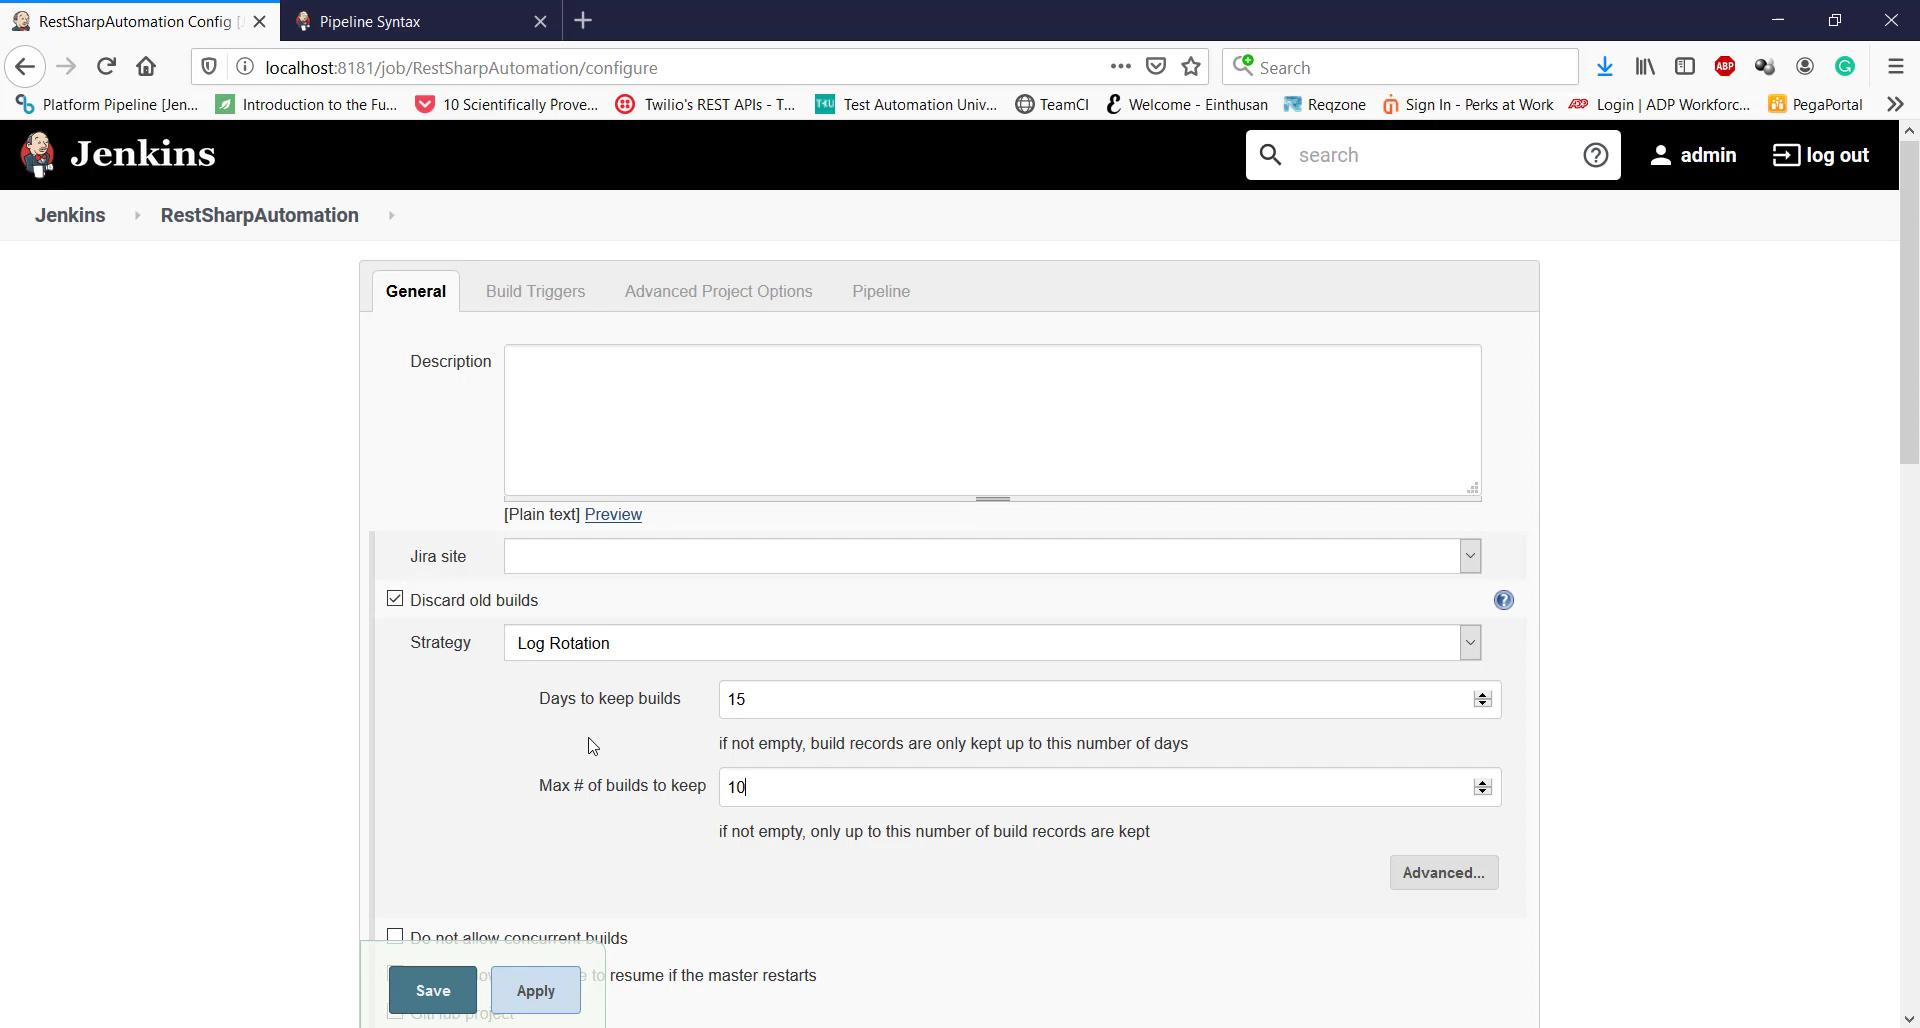 RestSharpAutomation Config [
Pipeline Syntax
localhost:8181/job/RestSharpAutomation/configure
Search
ABP
Platform Pipeline [Jen...
Introduction to the Fu...
10 Scientifically Prove...
Twilio's REST APIs - T...
Test Automation Univ...
TeamCI
Welcome - Einthusan
Reqzone
Sign In - Perks at Work
Login | ADP Workforc...
PegaPortal
Jenkins
search
admin
log out
Jenkins
RestSharpAutomation
General
Build Triggers
Advanced Project Options
Pipeline
Description
[Plain text] Preview
Jira site
Discard old builds
Strategy
Log Rotation
Days to keep builds
15
if not empty, build records are only kept up to this number of days
Max # of builds to keep
10
if not empty, only up to this number of build records are kept
Advanced...
Do not allow concurrent builds
to resume if the master restarts
Save
Apply
GitHub project